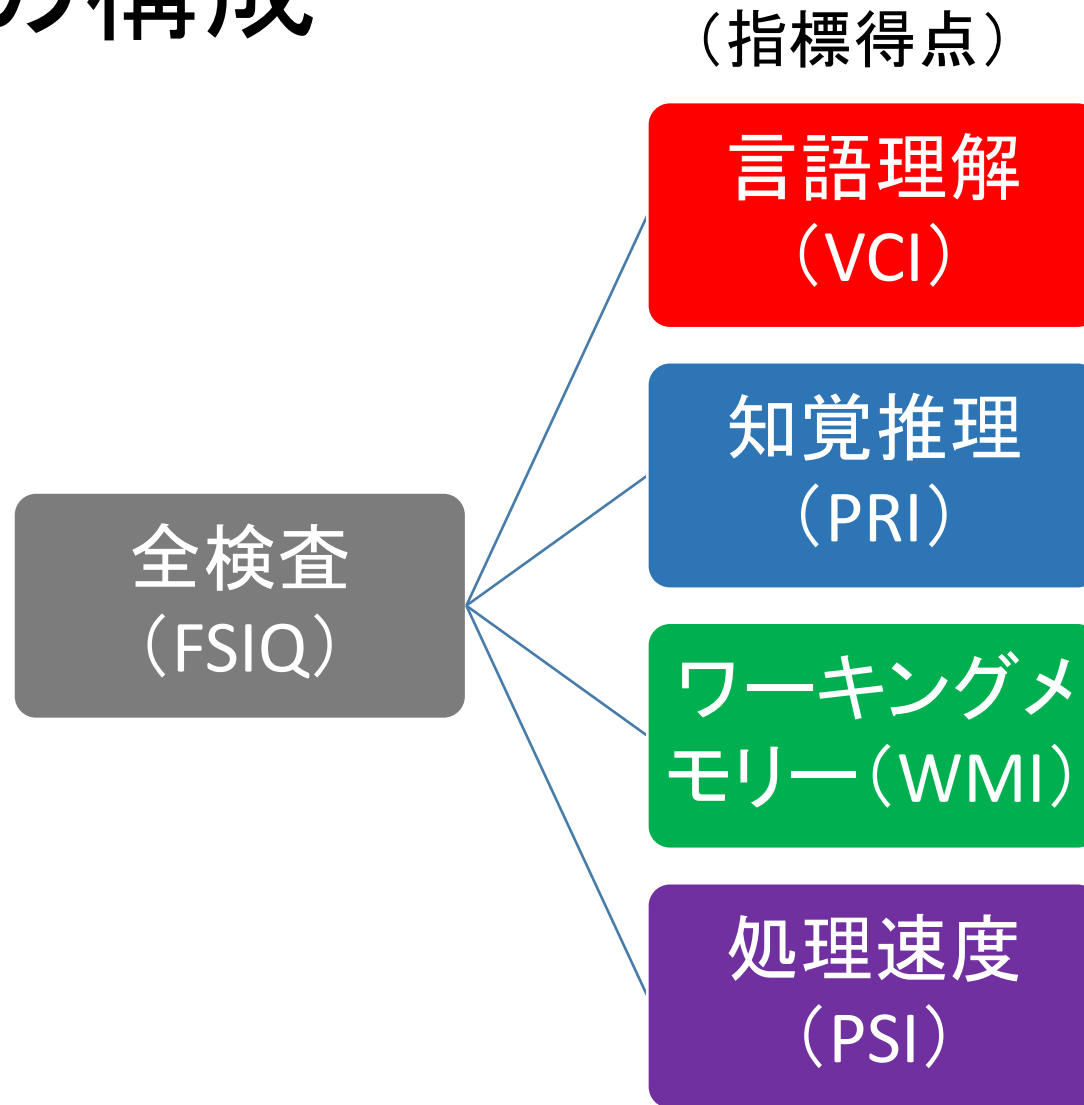 の構成
（指標得点）
言語理解
（VCI）
知覚推理
（PRI）
全検査
（FSIQ）
ワーキングメ
モリー（WMI）
処理速度
（PSI）